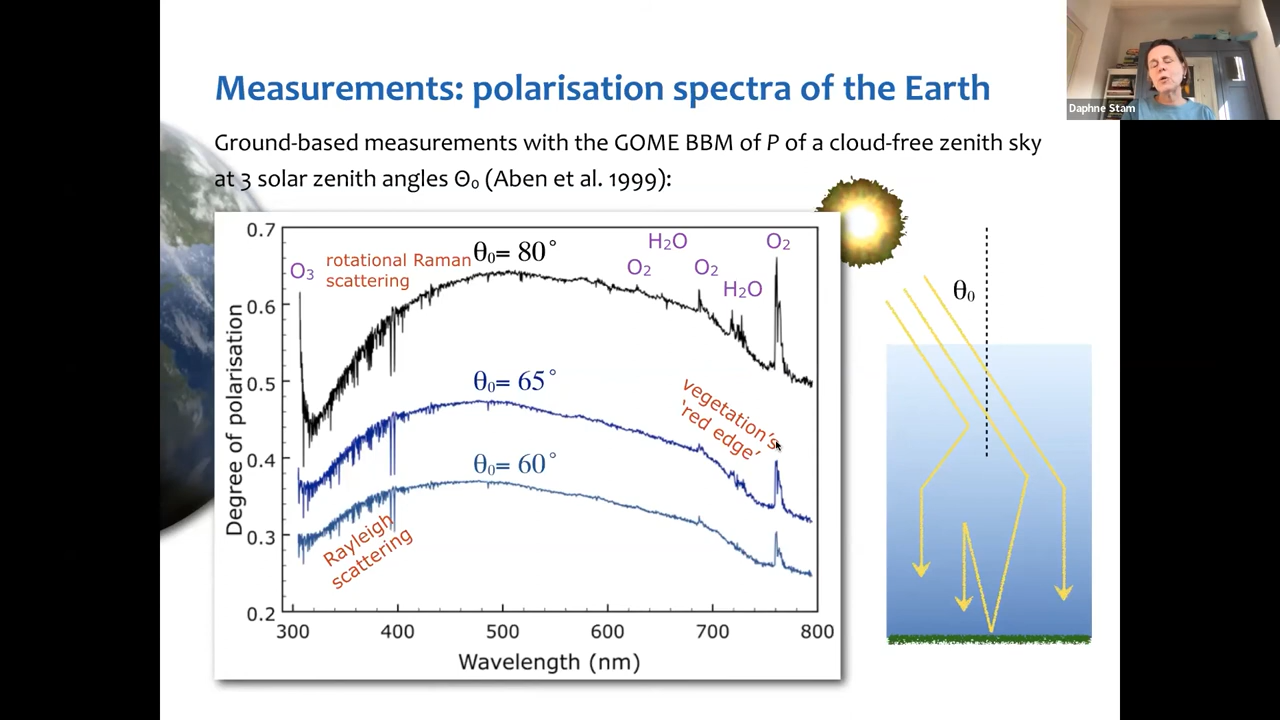 Measurements: polarisation spectra of the Earth
Daphne Stam
Ground-based measurements with the GOME BBM of P of a cloud-free zenith sky
at 3 solar zenith angles Θ₀ (Aben et al. 1999):
0.7
0.6
0.5
0.4
0.3
0.2
Degree of polarisation
O₃
rotational Raman
scattering
θ₀= 80°
H₂O
O₂
O₂
O₂
H₂O
θ₀= 65°
vegetation's
'red edge'
θ₀= 60°
Rayleigh
scattering
300 400 500 600 700 800
Wavelength (nm)
θ₀